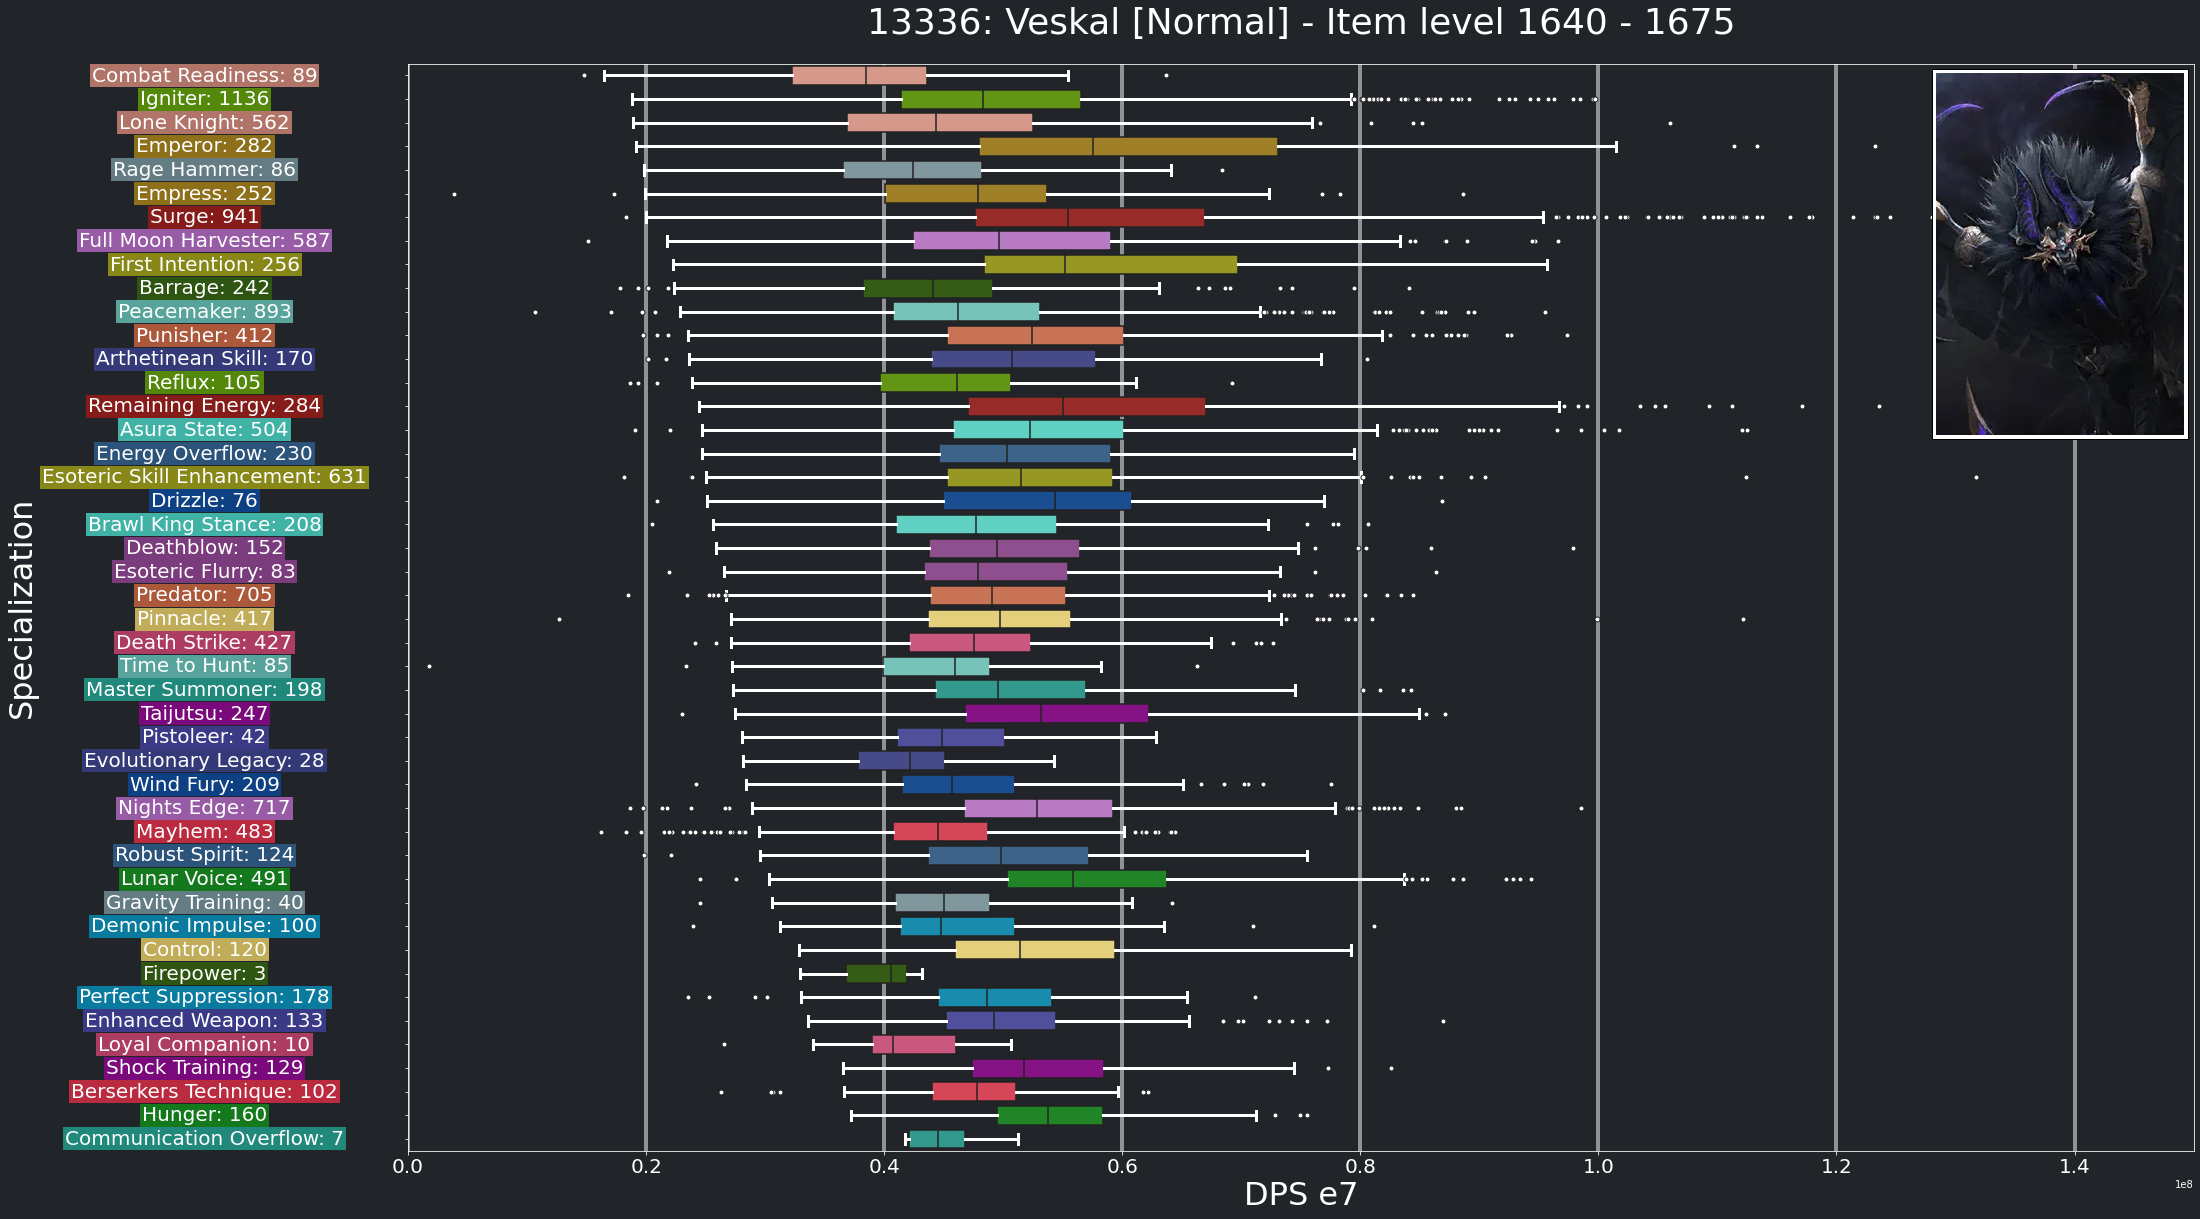 13336: Veskal [Normal] - Item level 1640 - 1675
Specialization
Combat Readiness: 89
Igniter: 1136
Lone Knight: 562
Emperor: 282
Rage Hammer: 86
Empress: 252
Surge: 941
Full Moon Harvester: 587
First Intention: 256
Barrage: 242
Peacemaker: 893
Punisher: 412
Arthetinean Skill: 170
Reflux: 105
Remaining Energy: 284
Asura State: 504
Energy Overflow: 230
Esoteric Skill Enhancement: 631
Drizzle: 76
Brawl King Stance: 208
Deathblow: 152
Esoteric Flurry: 83
Predator: 705
Pinnacle: 417
Death Strike: 427
Time to Hunt: 85
Master Summoner: 198
Taijutsu: 247
Pistoleer: 42
Evolutionary Legacy: 28
Wind Fury: 209
Nights Edge: 717
Mayhem: 483
Robust Spirit: 124
Lunar Voice: 491
Gravity Training: 40
Demonic Impulse: 100
Control: 120
Firepower: 3
Perfect Suppression: 178
Enhanced Weapon: 133
Loyal Companion: 10
Shock Training: 129
Berserkers Technique: 102
Hunger: 160
Communication Overflow: 7
0.0 0.2 0.4 0.6 0.8 1.0 1.2 1.4
1e8
DPS e7